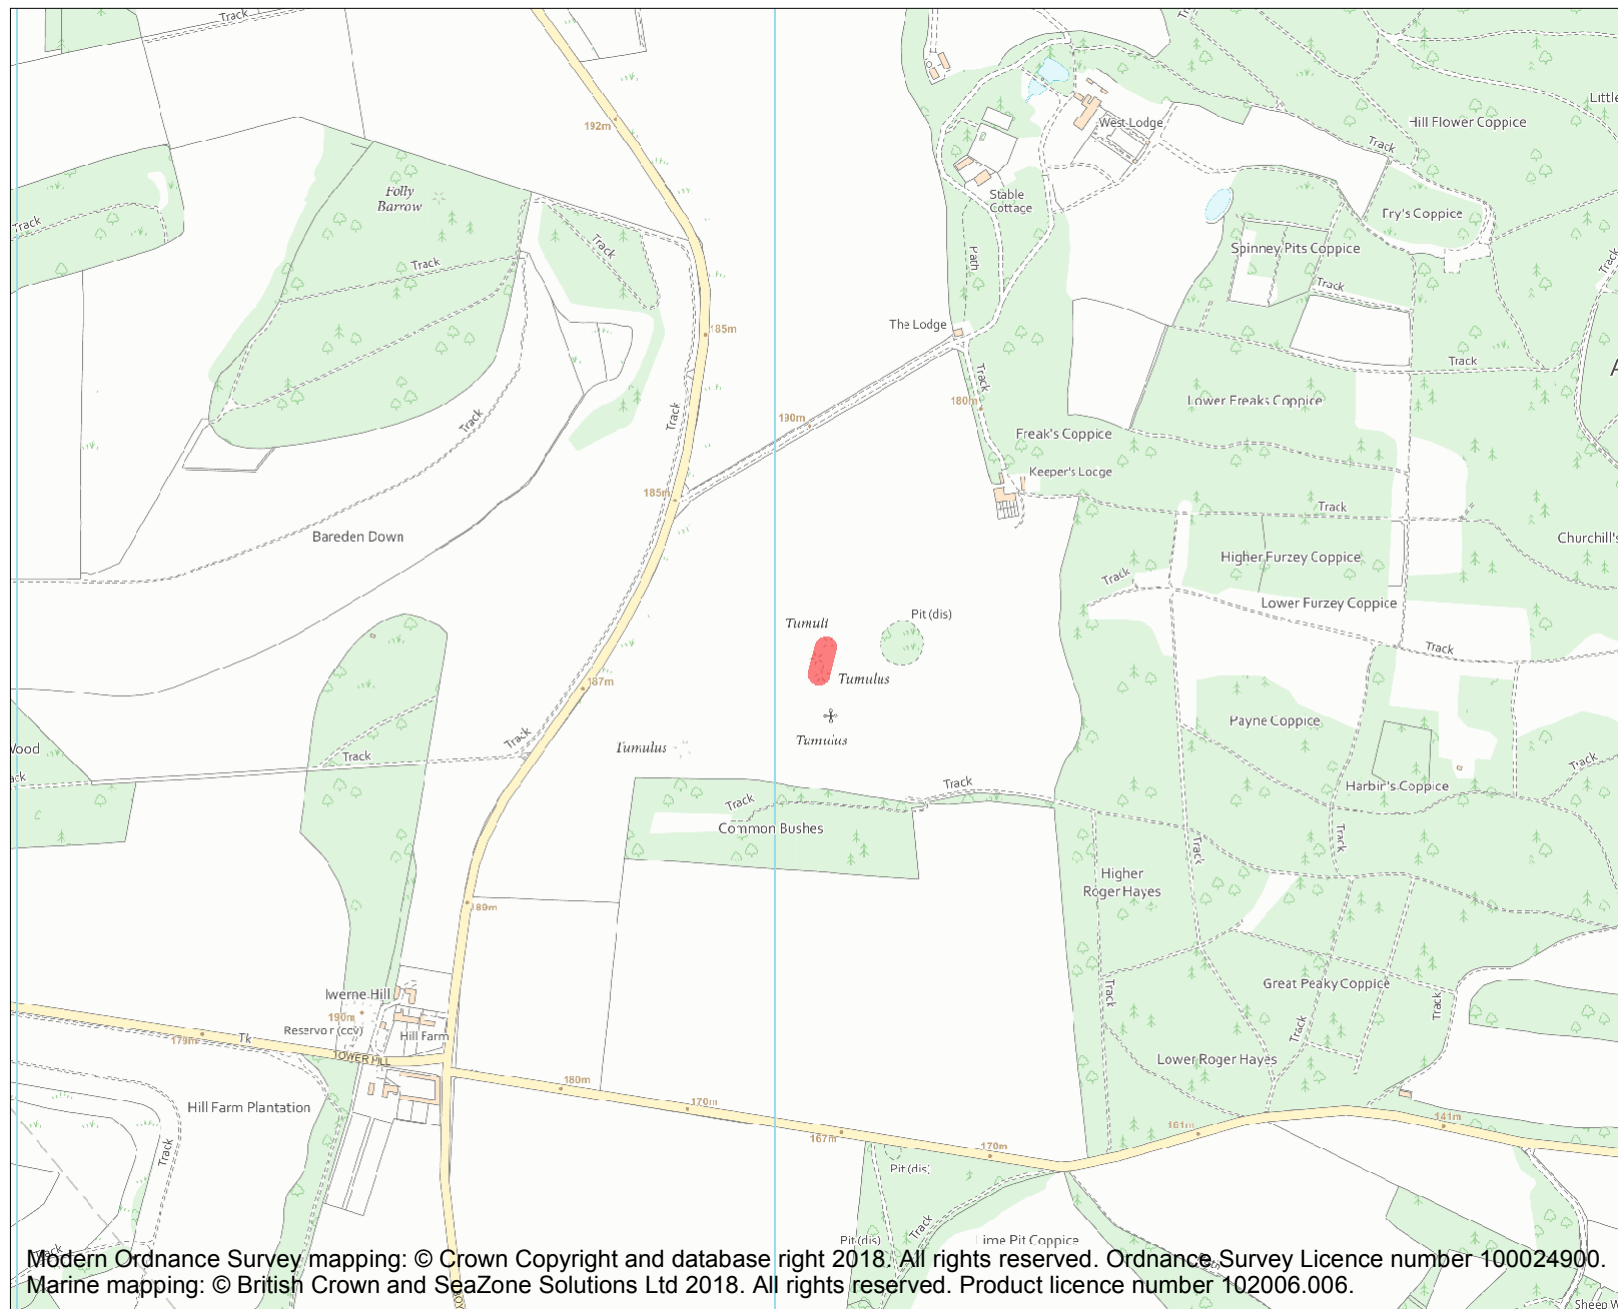 Track
192m
West Lodge
Hill Flower Coppice
Little
Track
Folly
Barrow
Stable
Cottage
Fry's Coppice
Track
Track
Path
Spinney Pits Coppice
Track
Track
Track
The Lodge
185m
Track
Track
180m
Lower Freaks Coppice
190m
Track
Track
Freak's Coppice
Keeper's Lodge
185m
Track
Bareden Down
Higher Furzey Coppice
Churchill's
Track
Lower Furzey Coppice
Pit (dis)
Tumuli
Track
Tumulus
187m
Payne Coppice
Track
Tumulus
Tumulus
Wood
Track
Track
Track
Harbin's Coppice
Track
Common Bushes
Track
Track
Higher
Roger Hayes
180m
Great Peaky Coppice
Iwerne Hill
190m
Reservoir (cov)
Hill Farm
Track
Track
Track
179m
Tk
TOWER HILL
Lower Roger Hayes
180m
Hill Farm Plantation
170m
141m
161m
167m
170m
Track
Pit (dis)
Track
Pit (dis)
Lime Pit Coppice
Track
Path
Modern Ordnance Survey mapping: © Crown Copyright and database right 2018. All rights reserved. Ordnance Survey Licence number 100024900.
Marine mapping: © British Crown and SeaZone Solutions Ltd 2018. All rights reserved. Product licence number 102006.006.
Sheep W